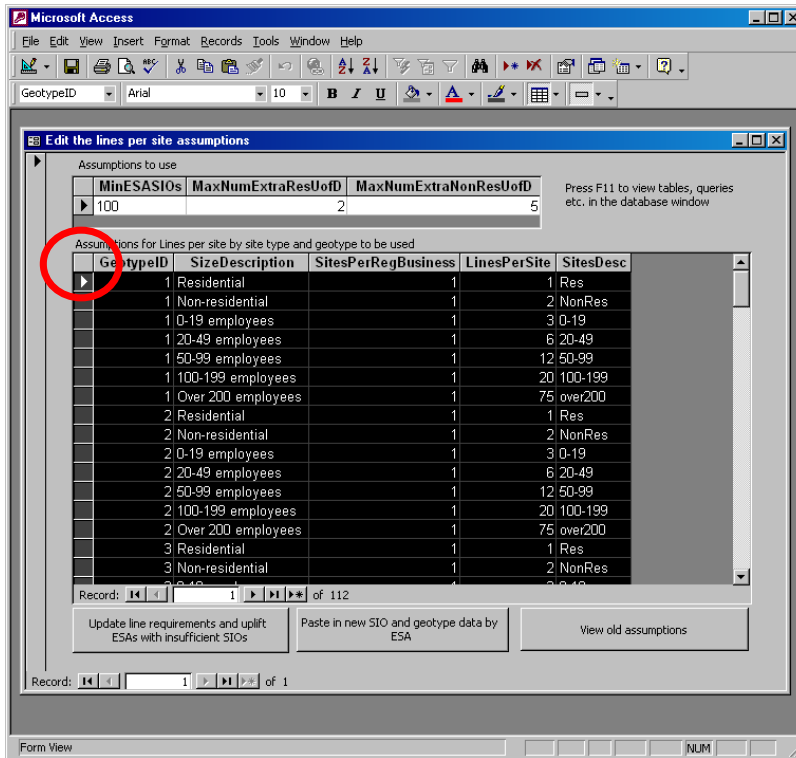 Microsoft Access
File Edit View Insert Format Records Tools Window Help
GeotypeID Arial 10 B I U A
Edit the lines per site assumptions
Assumptions to use
MinESASIOs MaxNumExtraResUofD MaxNumExtraNonResUofD
100 2 5
Press F11 to view tables, queries
etc. in the database window
Assumptions for Lines per site by site type and geotype to be used
GeotypeID SizeDescription SitesPerRegBusiness LinesPerSite SitesDesc
1 Residential 1 1 Res
1 Non-residential 1 2 NonRes
1 0-19 employees 1 3 0-19
1 20-49 employees 1 6 20-49
1 50-99 employees 1 12 50-99
1 100-199 employees 1 20 100-199
1 Over 200 employees 1 75 over200
2 Residential 1 1 Res
2 Non-residential 1 2 NonRes
2 0-19 employees 1 3 0-19
2 20-49 employees 1 6 20-49
2 50-99 employees 1 12 50-99
2 100-199 employees 1 20 100-199
2 Over 200 employees 1 75 over200
3 Residential 1 1 Res
3 Non-residential 1 2 NonRes
Record: 1 of 112
Update line requirements and uplift
ESAs with insufficient SIOs
Paste in new SIO and geotype data by
ESA
View old assumptions
Record: 1 of 1
Form View NUM